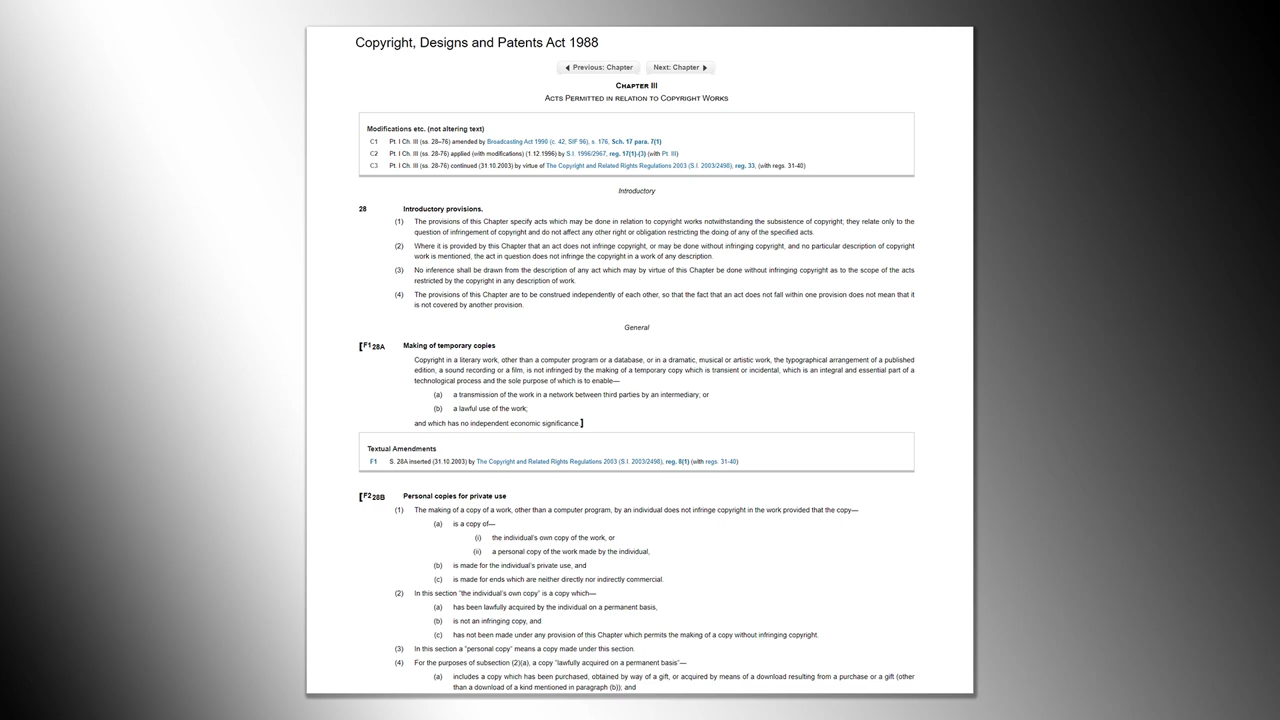 Copyright, Designs and Patents Act 1988
Previous: Chapter Next: Chapter
CHAPTER III
ACTS PERMITTED IN RELATION TO COPYRIGHT WORKS
Modifications etc. (not altering text)
C1 Pt. I Ch. III (ss. 28–76) amended by Broadcasting Act 1990 (c. 42, SIF 96), s. 176, Sch. 17 para. 7(1)
C2 Pt. I Ch. III (ss. 28-76) applied (with modifications) (1.12.1996) by S.I. 1996/2967, reg. 17(1)-(3) (with Pt. III)
C3 Pt. I Ch. III (ss. 28-76) continued (31.10.2003) by virtue of The Copyright and Related Rights Regulations 2003 (S.I. 2003/2498), reg. 33, (with regs. 31-40)
Introductory
28 Introductory provisions.
(1) The provisions of this Chapter specify acts which may be done in relation to copyright works notwithstanding the subsistence of copyright; they relate only to the
question of infringement of copyright and do not affect any other right or obligation restricting the doing of any of the specified acts.
(2) Where it is provided by this Chapter that an act does not infringe copyright, or may be done without infringing copyright, and no particular description of copyright
work is mentioned, the act in question does not infringe the copyright in a work of any description.
(3) No inference shall be drawn from the description of any act which may by virtue of this Chapter be done without infringing copyright as to the scope of the acts
restricted by the copyright in any description of work.
(4) The provisions of this Chapter are to be construed independently of each other, so that the fact that an act does not fall within one provision does not mean that it
is not covered by another provision.
General
[F1 28A Making of temporary copies
Copyright in a literary work, other than a computer program or a database, or in a dramatic, musical or artistic work, the typographical arrangement of a published
edition, a sound recording or a film, is not infringed by the making of a temporary copy which is transient or incidental, which is an integral and essential part of a
technological process and the sole purpose of which is to enable—
(a) a transmission of the work in a network between third parties by an intermediary; or
(b) a lawful use of the work;
and which has no independent economic significance.]
Textual Amendments
F1 S. 28A inserted (31.10.2003) by The Copyright and Related Rights Regulations 2003 (S.I. 2003/2498), reg. 8(1) (with regs. 31-40)
[F2 28B Personal copies for private use
(1) The making of a copy of a work, other than a computer program, by an individual does not infringe copyright in the work provided that the copy—
(a) is a copy of—
(i) the individual's own copy of the work, or
(ii) a personal copy of the work made by the individual,
(b) is made for the individual's private use, and
(c) is made for ends which are neither directly nor indirectly commercial.
(2) In this section "the individual's own copy" is a copy which—
(a) has been lawfully acquired by the individual on a permanent basis,
(b) is not an infringing copy, and
(c) has not been made under any provision of this Chapter which permits the making of a copy without infringing copyright.
(3) In this section a "personal copy" means a copy made under this section.
(4) For the purposes of subsection (2)(a), a copy "lawfully acquired on a permanent basis"—
(a) includes a copy which has been purchased, obtained by way of a gift, or acquired by means of a download resulting from a purchase or a gift (other
than a download of a kind mentioned in paragraph (b)); and